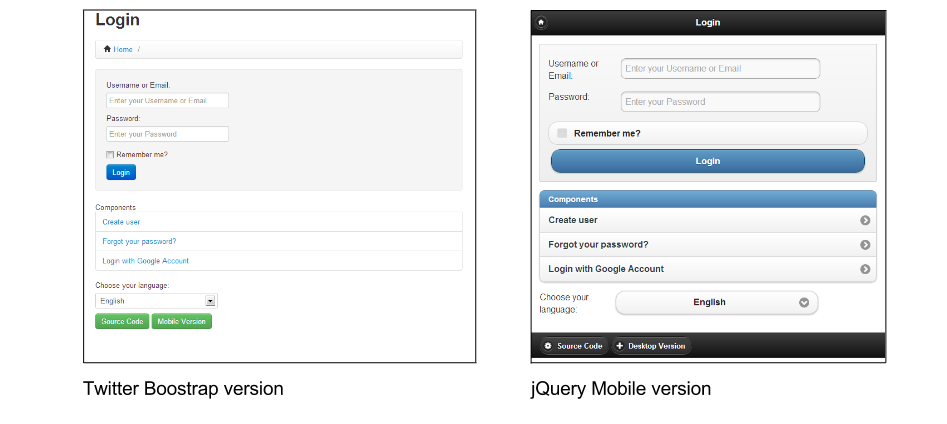 Login
Home /
Username or Email:
Enter your Username or Email
Password:
Enter your Password
Remember me?
Login
Components
Create user
Forgot your password?
Login with Google Account
Choose your language:
English
Source Code Mobile Version
Twitter Boostrap version
Login
Username or
Email:
Enter your Username or Email
Password:
Enter your Password
Remember me?
Login
Components
Create user
Forgot your password?
Login with Google Account
Choose your
language:
English
Source Code Desktop Version
jQuery Mobile version